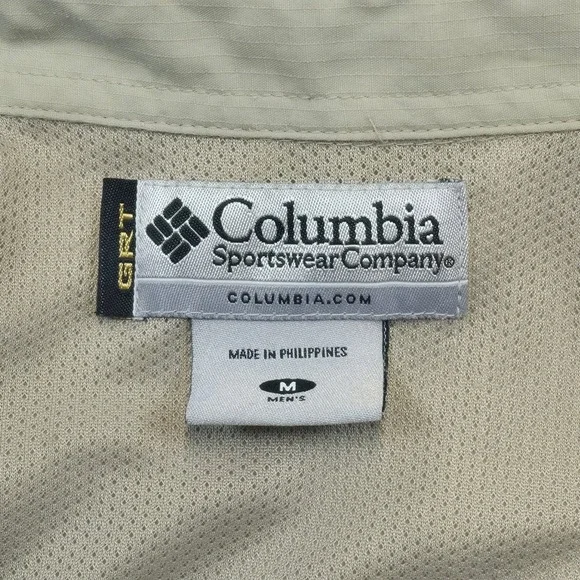 GRT
Columbia
Sportswear Company®
COLUMBIA.COM
MADE IN PHILIPPINES
M
MEN'S